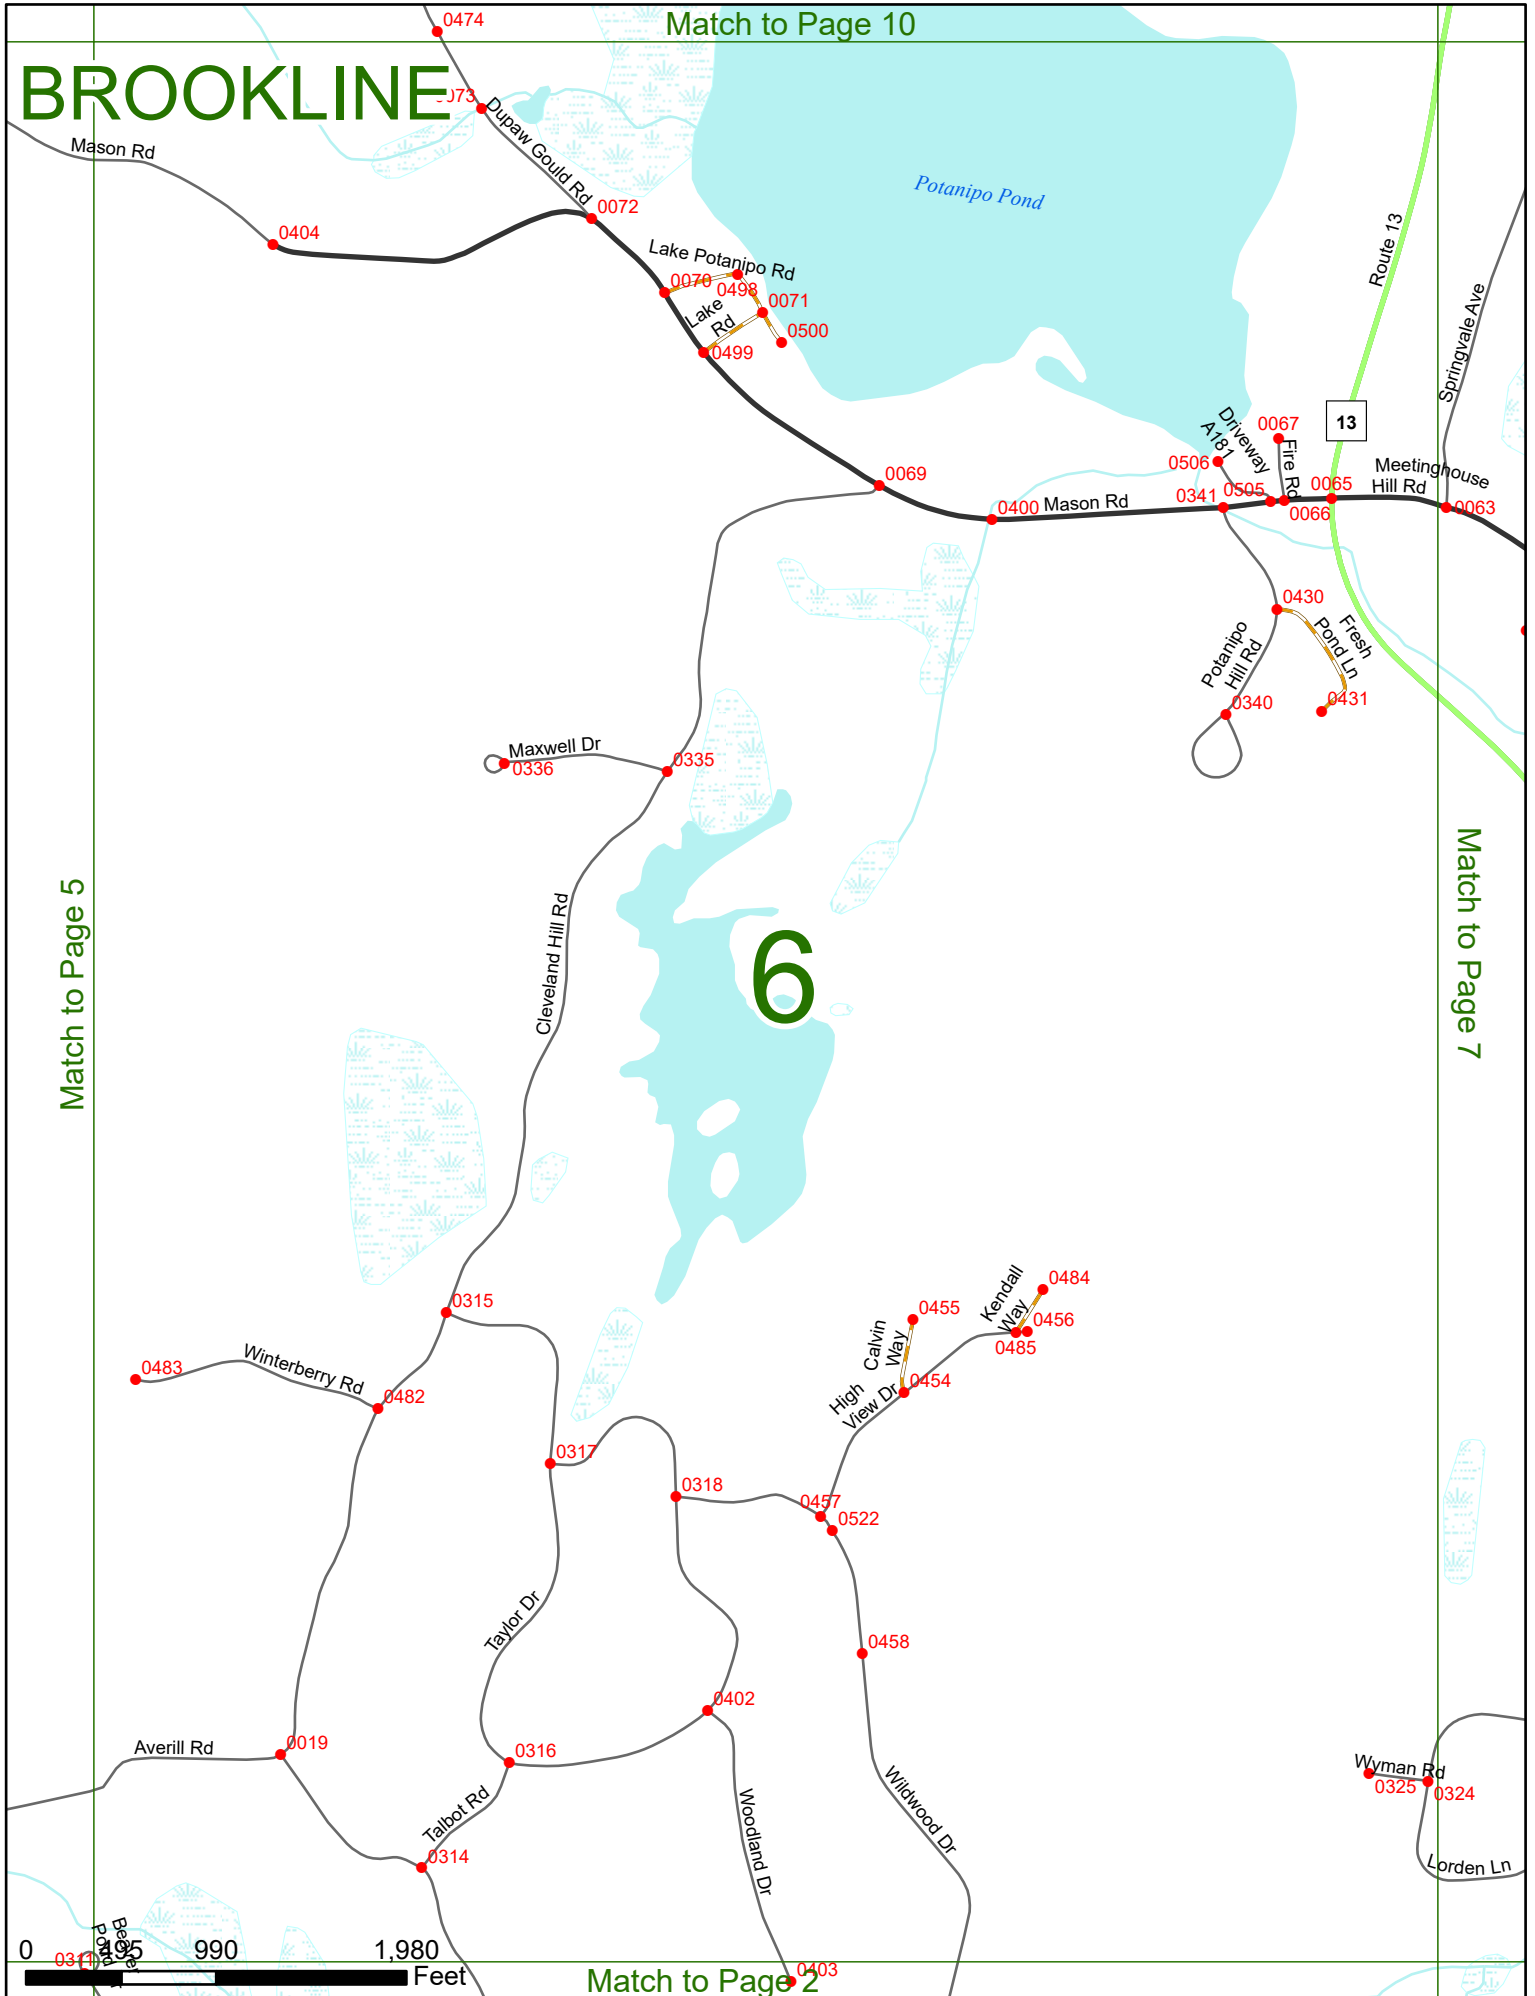 0474
Match to Page 10
BROOKLINE
Dupaw Gould Rd
Mason Rd
Potanipo Pond
0072
0404
Route 13
Lake Potanipo Rd
0070
0498
0071
Lake
Rd
0500
0499
Springvale Ave
13
Driveway
A181
0067
Fire Rd
0506
0069
0341
0505
0065
0066
Meetinghouse
Hill Rd
0400
Mason Rd
0063
0430
Fresh
Pond Ln
Potanipo
Hill Rd
0431
0340
Maxwell Dr
0336
0335
Match to Page 5
Match to Page 7
Cleveland Hill Rd
6
0315
0455
Kendall
Way
0484
0456
0485
Calvin
Way
0454
High
View Dr
0483
Winterberry Rd
0482
0317
0318
0457
0522
Taylor Dr
0458
0402
0019
Averill Rd
0316
Talbot Rd
0314
Woodland Dr
Wildwood Dr
Wyman Rd
0325
0324
Lorden Ln
Beaver
Pond
0311
0 495 990 1,980
Feet
Match to Page 2
0403